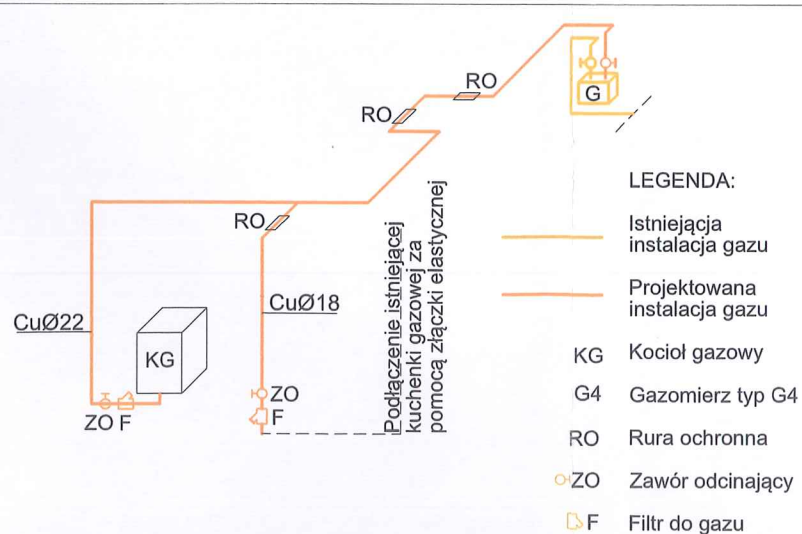 RO
G
RO
RO
CuØ22
KG
CuØ18
ZO F
ZO
F
Podłączenie istniejącej
kuchenki gazowej za
pomocą złączki elastycznej
LEGENDA:
Istniejącja
instalacja gazu
Projektowana
instalacja gazu
KG Kocioł gazowy
G4 Gazomierz typ G4
RO Rura ochronna
ZO Zawór odcinający
F Filtr do gazu